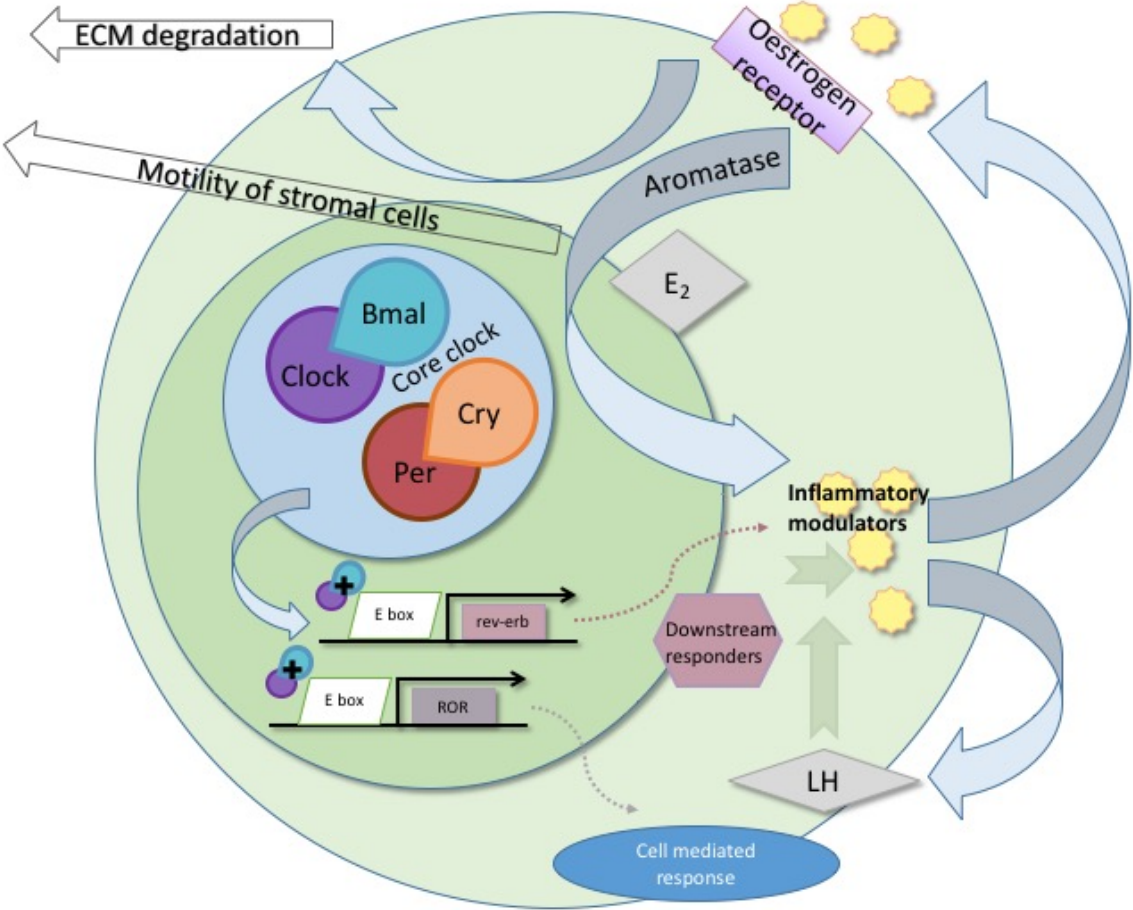 ECM degradation
Oestrogen
receptor
Motility of stromal cells
Aromatase
E₂
Bmal
Clock
Core clock
Cry
Per
Inflammatory
modulators
+
E box
rev-erb
Downstream
responders
+
E box
ROR
LH
Cell mediated
response